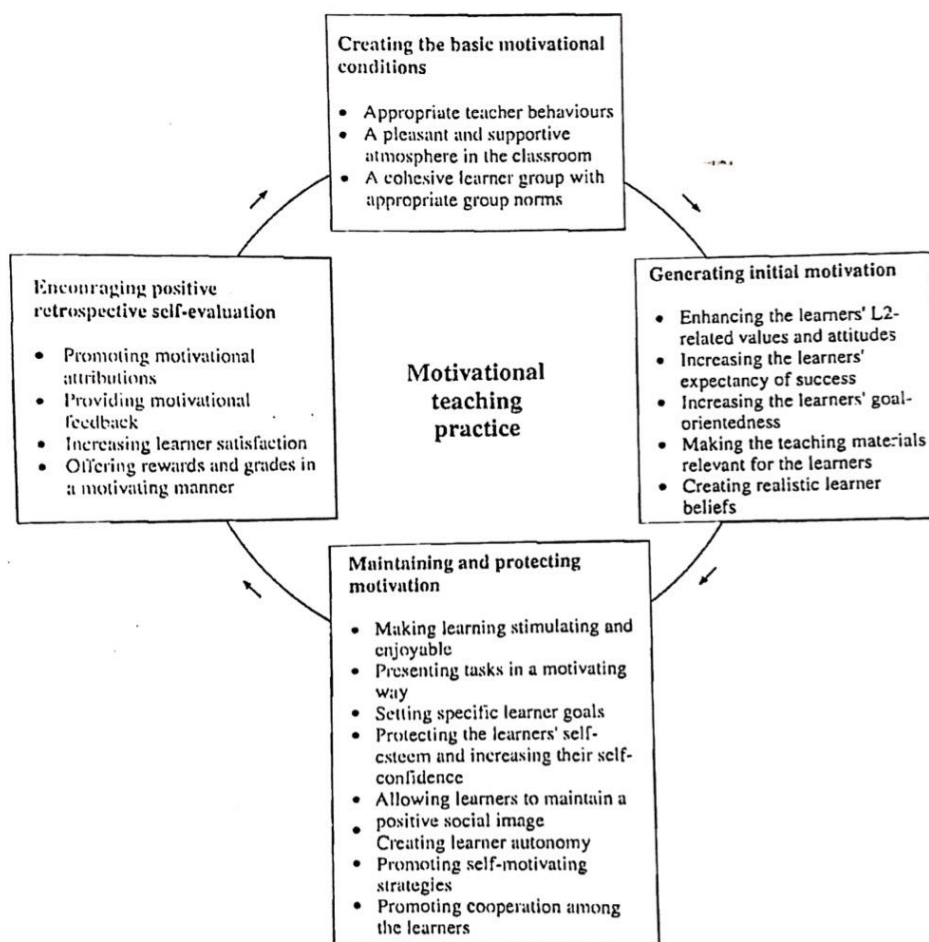 Creating the basic motivational
conditions
• Appropriate teacher behaviours
• A pleasant and supportive
atmosphere in the classroom
• A cohesive learner group with
appropriate group norms
Generating initial motivation
• Enhancing the learners' L2-
related values and attitudes
• Increasing the learners'
expectancy of success
• Increasing the learners' goal-
orientedness
• Making the teaching materials
relevant for the learners
• Creating realistic learner
beliefs
Encouraging positive
retrospective self-evaluation
• Promoting motivational
attributions
• Providing motivational
feedback
• Increasing learner satisfaction
• Offering rewards and grades in
a motivating manner
Motivational
teaching
practice
Maintaining and protecting
motivation
• Making learning stimulating and
enjoyable
• Presenting tasks in a motivating
way
• Setting specific learner goals
• Protecting the learners' self-
esteem and increasing their self-
confidence
• Allowing learners to maintain a
positive social image
• Creating learner autonomy
• Promoting self-motivating
strategies
• Promoting cooperation among
the learners